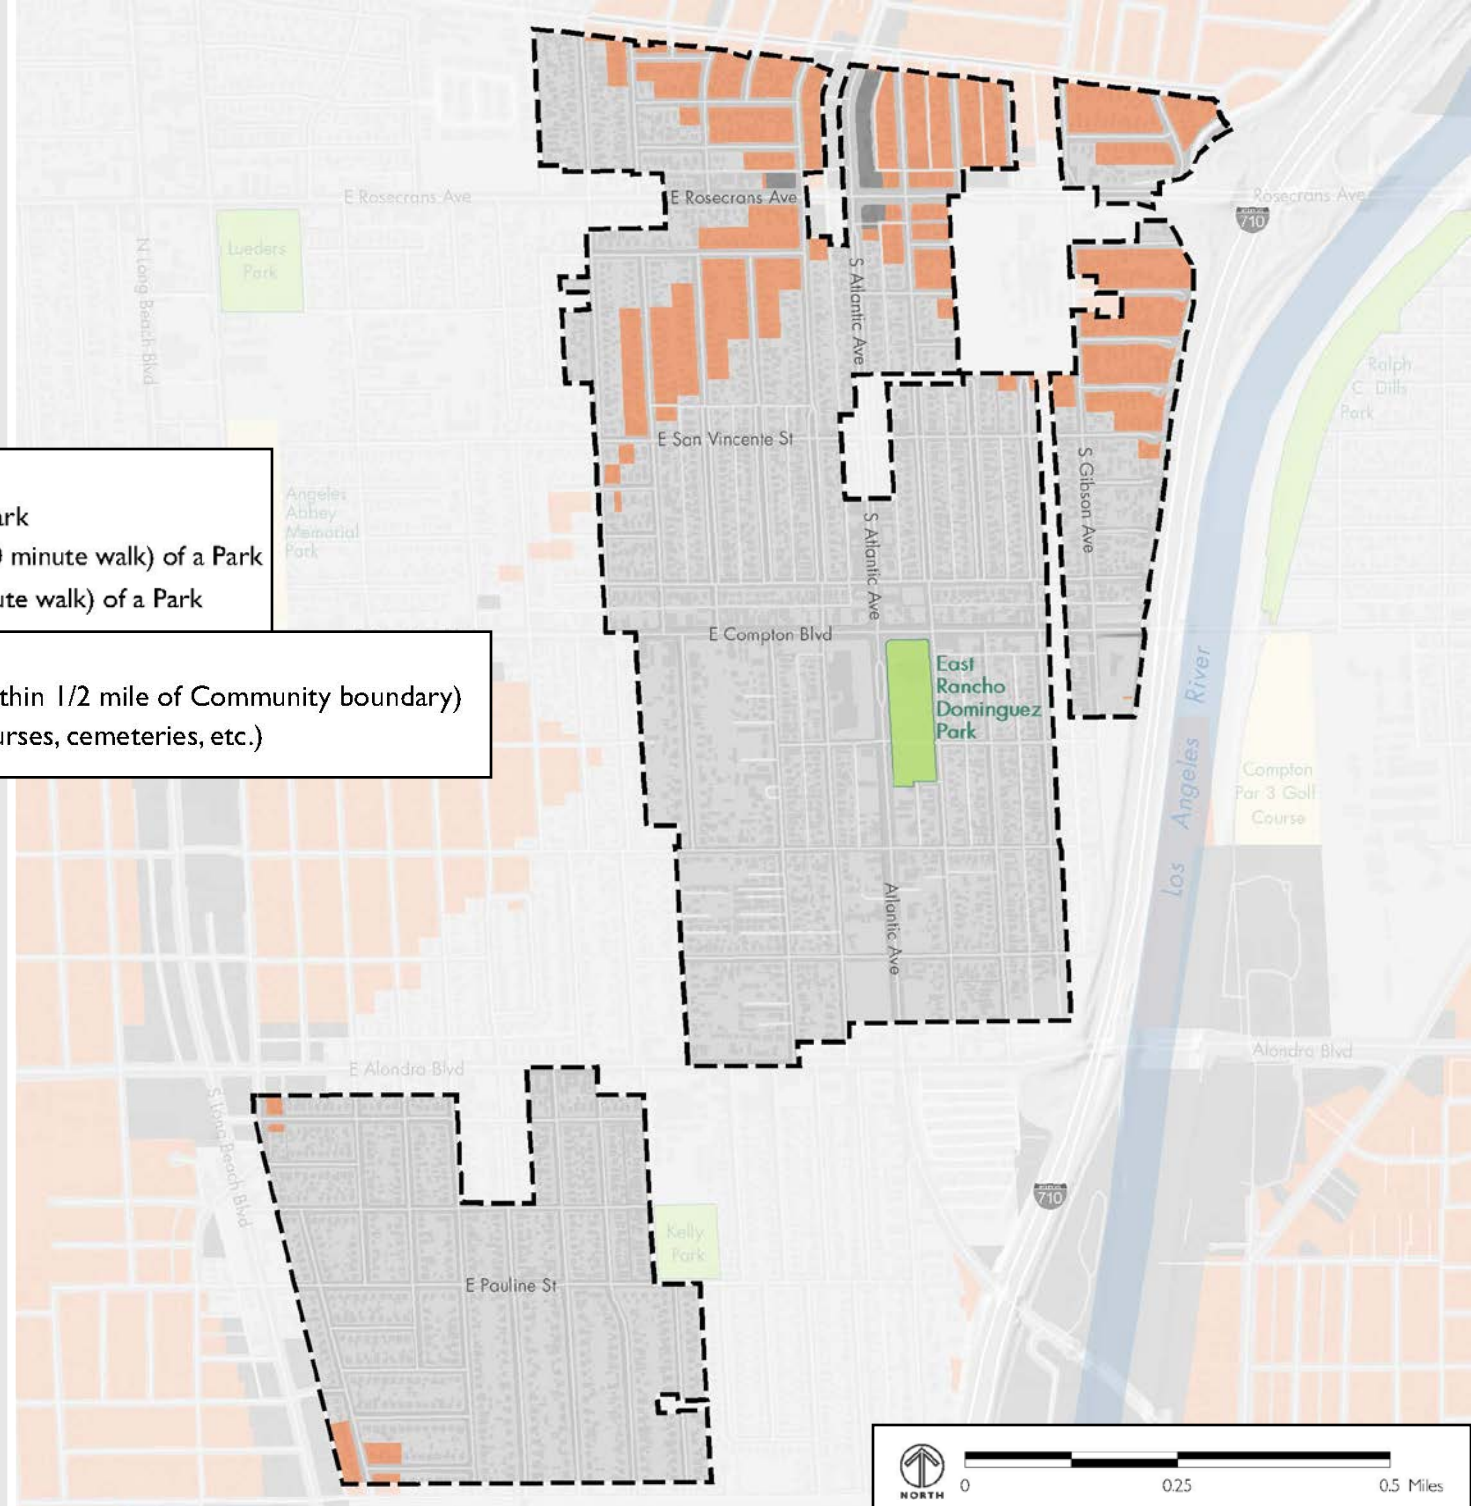 E Rosecrans Ave
E Rosecrans Ave
Rosecrans Ave
710
N Long Beach Blvd
Lueders
Park
S Atlantic Ave
Ralph
C. Dills
Park
E San Vincente St
S Gibson Ave
Angeles
Abbey
Memorial
Park
ark
minute walk) of a Park
ute walk) of a Park
S Atlantic Ave
E Compton Blvd
East
Rancho
Dominguez
Park
thin 1/2 mile of Community boundary)
urses, cemeteries, etc.)
Los Angeles River
Compton
Par 3 Golf
Course
Atlantic Ave
E Alondra Blvd
Alondra Blvd
S Long Beach Blvd
710
Kelly
Park
E Pauline St
NORTH
0 0.25 0.5 Miles